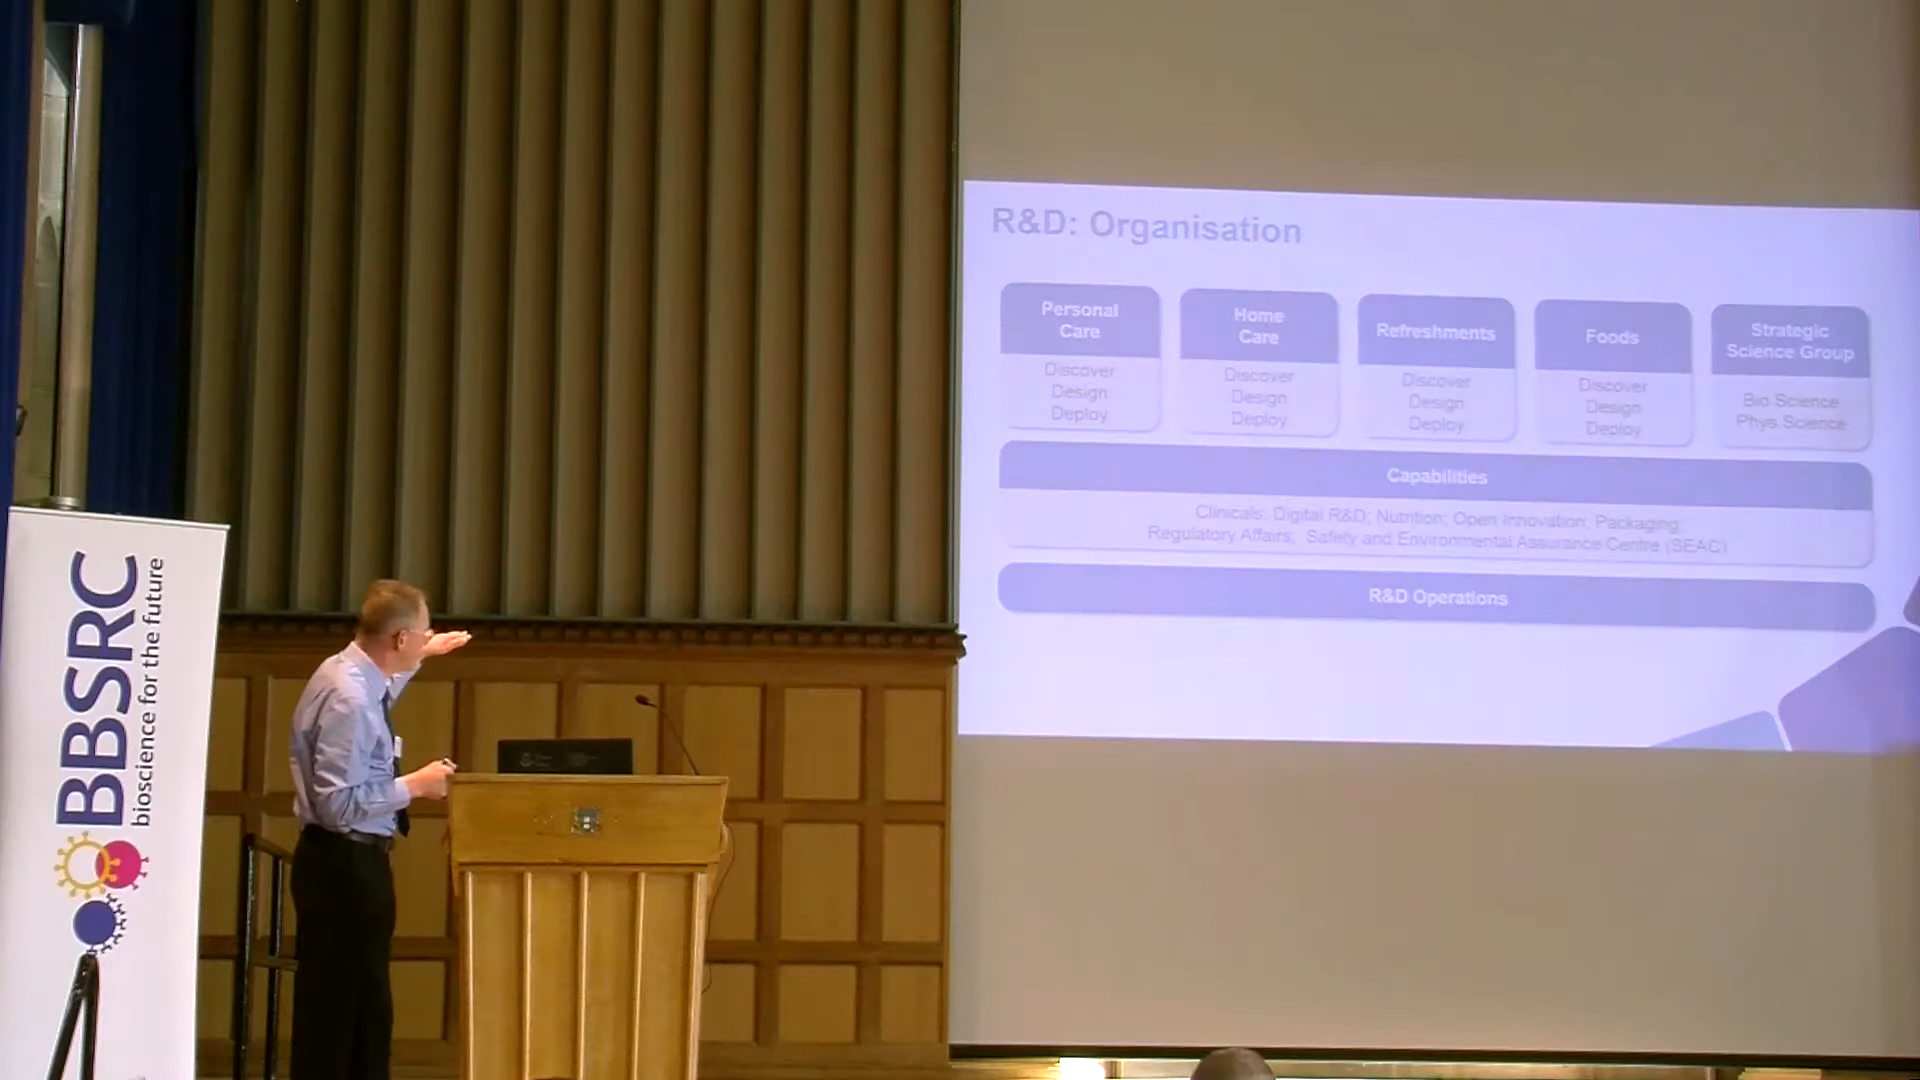 BBSRC
bioscience for the future
R&D: Organisation
Personal
Care
Discover
Design
Deploy
Home
Care
Discover
Design
Deploy
Refreshments
Discover
Design
Deploy
Foods
Discover
Design
Deploy
Strategic
Science Group
Bio Science
Phys Science
Capabilities
Clinicals; Digital R&D; Nutrition; Open Innovation; Packaging;
Regulatory Affairs; Safety and Environmental Assurance Centre (SEAC)
R&D Operations